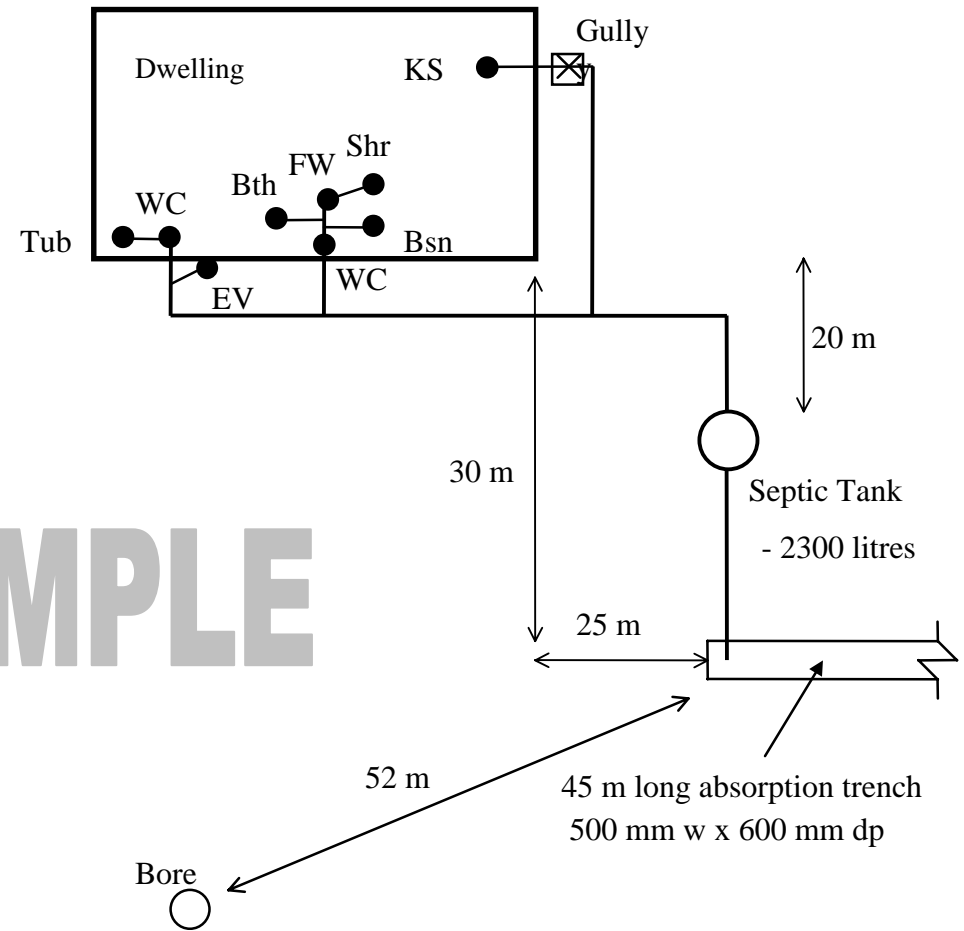 Gully
Dwelling
KS
Shr
FW
Bth
WC
Tub
Bsn
WC
EV
20 m
30 m
Septic Tank
- 2300 litres
MPLE
25 m
52 m
45 m long absorption trench
500 mm w x 600 mm dp
Bore